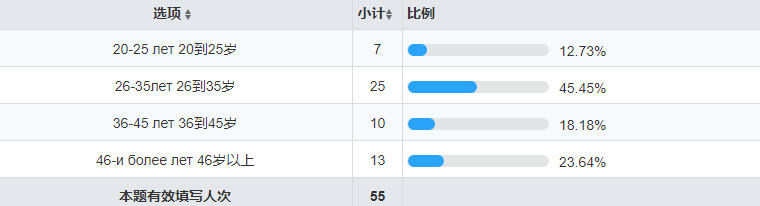 选项 小计 比例
20-25 лет 20到25岁 7 12.73%
26-35лет 26到35岁 25 45.45%
36-45 лет 36到45岁 10 18.18%
46-и более лет 46岁以上 13 23.64%
本题有效填写人次 55